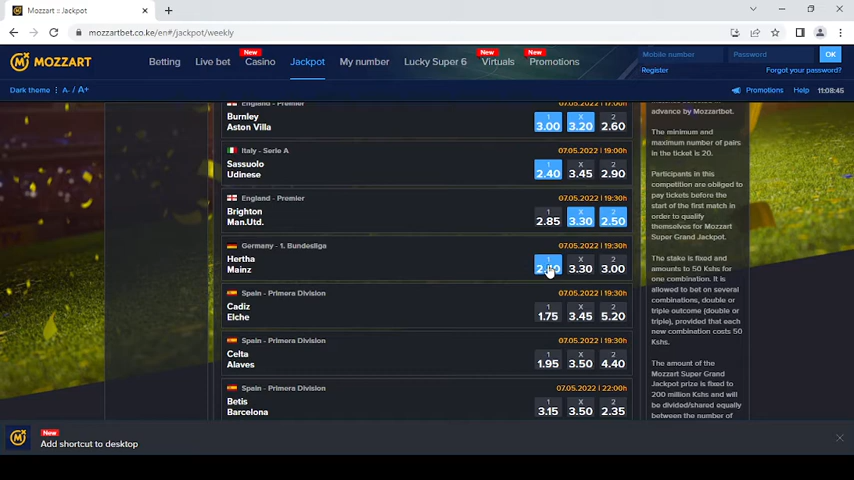 Mozzart :: Jackpot
mozzartbet.co.ke/en#/jackpot/weekly
MOZZART
Betting
Live bet
New
Casino
Jackpot
My number
Lucky Super 6
New
Virtuals
New
Promotions
Mobile number
Password
OK
Register
Forgot your password?
Dark theme
A- / A+
Promotions
Help
11:08:45
England - Premier 07.05.2022 | 17:00h
Burnley
Aston Villa
1 X 2
3.00 3.20 2.60
Italy - Serie A 07.05.2022 | 19:00h
Sassuolo
Udinese
1 X 2
2.40 3.45 2.90
England - Premier 07.05.2022 | 19:30h
Brighton
Man.Utd.
1 X 2
2.85 3.30 2.50
Germany - 1. Bundesliga 07.05.2022 | 19:30h
Hertha
Mainz
1 X 2
3.30 3.00
Spain - Primera Division 07.05.2022 | 19:30h
Cadiz
Elche
1 X 2
1.75 3.45 5.20
Spain - Primera Division 07.05.2022 | 19:30h
Celta
Alaves
1 X 2
1.95 3.50 4.40
Spain - Primera Division 07.05.2022 | 22:00h
Betis
Barcelona
1 X 2
3.15 3.50 2.35
advance by Mozzartbet.
The minimum and
maximum number of pairs
in the ticket is 20.
Participants in this
competition are obliged to
pay tickets before the
start of the first match in
order to qualify
themselves for Mozzart
Super Grand Jackpot.
The stake is fixed and
amounts to 50 Kshs for
one combination. It is
allowed to bet on several
combinations, double or
triple outcome (double or
triple), provided that each
new combination costs 50
Kshs.
The amount of the
Mozzart Super Grand
Jackpot prize is fixed to
200 million Kshs and will
be divided/shared equally
between the number of
New
Add shortcut to desktop